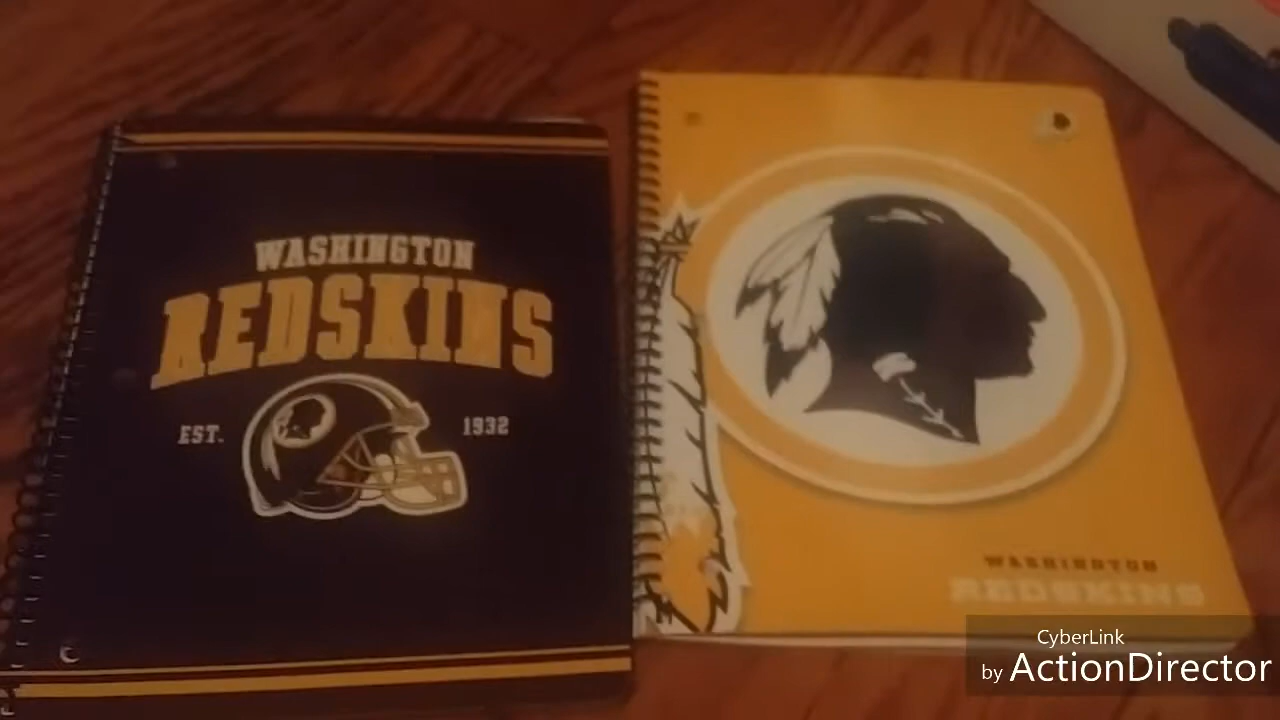 WASHINGTON
REDSKINS
EST.
1932
WASHINGTON
REDSKINS
CyberLink
by ActionDirector